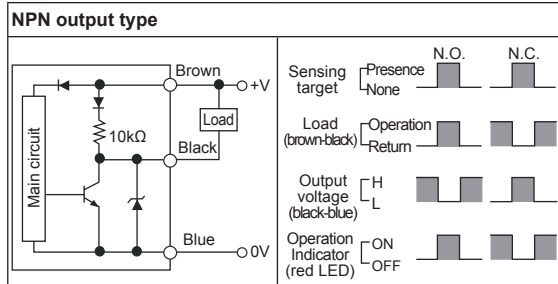 NPN output type
Main circuit
10kΩ
Brown
+V
Load
Black
Blue
0V
N.O.
N.C.
Sensing target
Presence
None
Load
(brown-black)
Operation
Return
Output
voltage
(black-blue)
H
L
Operation
Indicator
(red LED)
ON
OFF